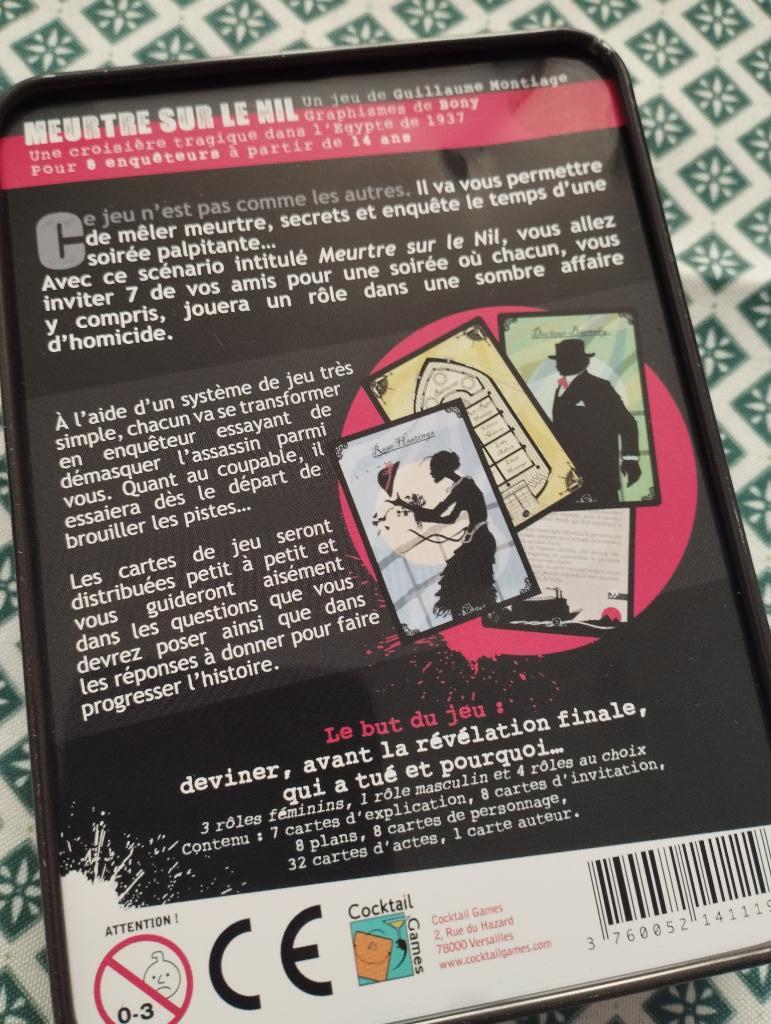 MEURTRE SUR LE NIL Un jeu de Guillaume Montiage
Graphismes de Bony
Une croisière tragique dans l'Egypte de 1937
Pour 8 enquêteurs à partir de 14 ans
Ce jeu n'est pas comme les autres. Il va vous permettre
de mêler meurtre, secrets et enquête le temps d'une
soirée palpitante...
Avec ce scénario intitulé Meurtre sur le Nil, vous allez
inviter 7 de vos amis pour une soirée où chacun, vous
y compris, jouera un rôle dans une sombre affaire
d'homicide.
À l'aide d'un système de jeu très
simple, chacun va se transformer
en enquêteur essayant de
démasquer l'assassin parmi
vous. Quant au coupable, il
essaiera dès le départ de
brouiller les pistes...
Docteur Barnaby
Rose Hastings
Les cartes de jeu seront
distribuées petit à petit et
vous guideront aisément
dans les questions que vous
devrez poser ainsi que dans
les réponses à donner pour faire
progresser l'histoire.
Le but du jeu :
deviner, avant la révélation finale,
qui a tué et pourquoi...
3 rôles féminins, 1 rôle masculin et 4 rôles au choix
contenu : 7 cartes d'explication, 8 cartes d'invitation,
8 plans, 8 cartes de personnage,
32 cartes d'actes, 1 carte auteur.
ATTENTION !
0-3
CE
Cocktail
Games
Cocktail Games
2, Rue du Hazard
78000 Versailles
www.cocktailgames.com
3 760052 141119